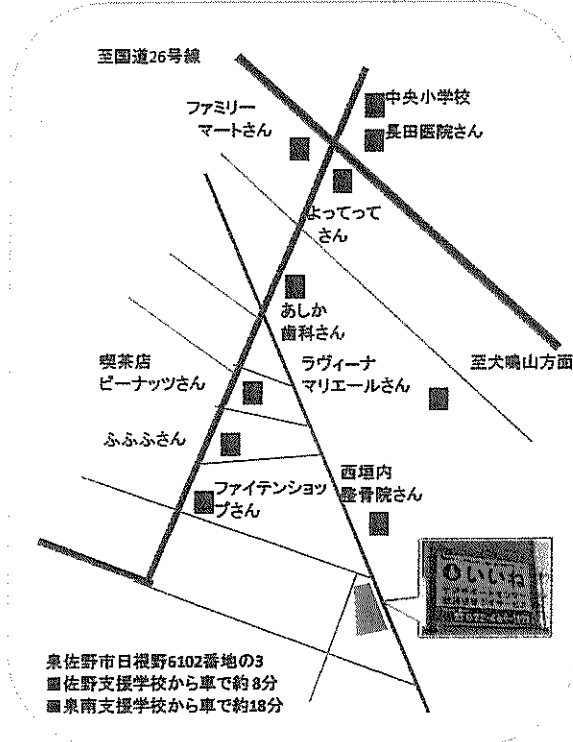 至国道26号線
中央小学校
ファミリー
マートさん
長田医院さん
よってって
さん
あしか
歯科さん
喫茶店
ピーナッツさん
ラヴィーナ
マリエールさん
至犬鳴山方面
ふふふさん
西垣内
整骨院さん
ファイテンショッ
プさん
いいね
泉佐野市日根野6102番地の3
■佐野支援学校から車で約8分
■泉南支援学校から車で約18分